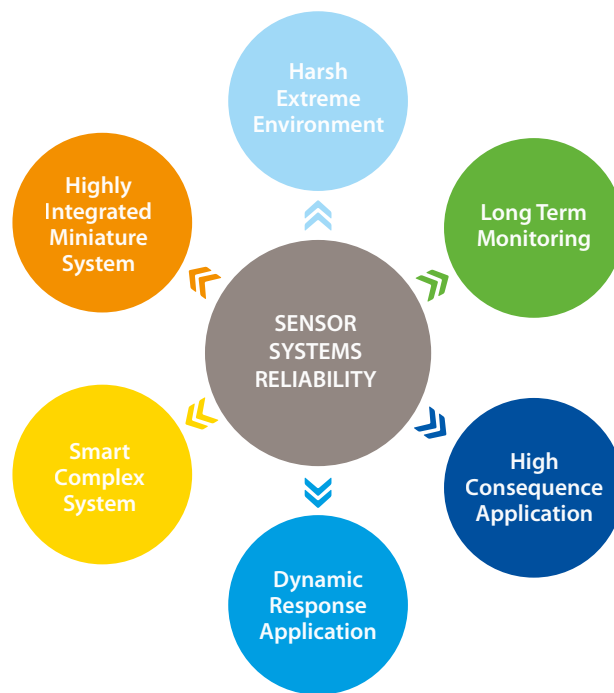 Harsh
Extreme
Environment
Highly
Integrated
Miniature
System
Long Term
Monitoring
SENSOR
SYSTEMS
RELIABILITY
Smart
Complex
System
High
Consequence
Application
Dynamic
Response
Application